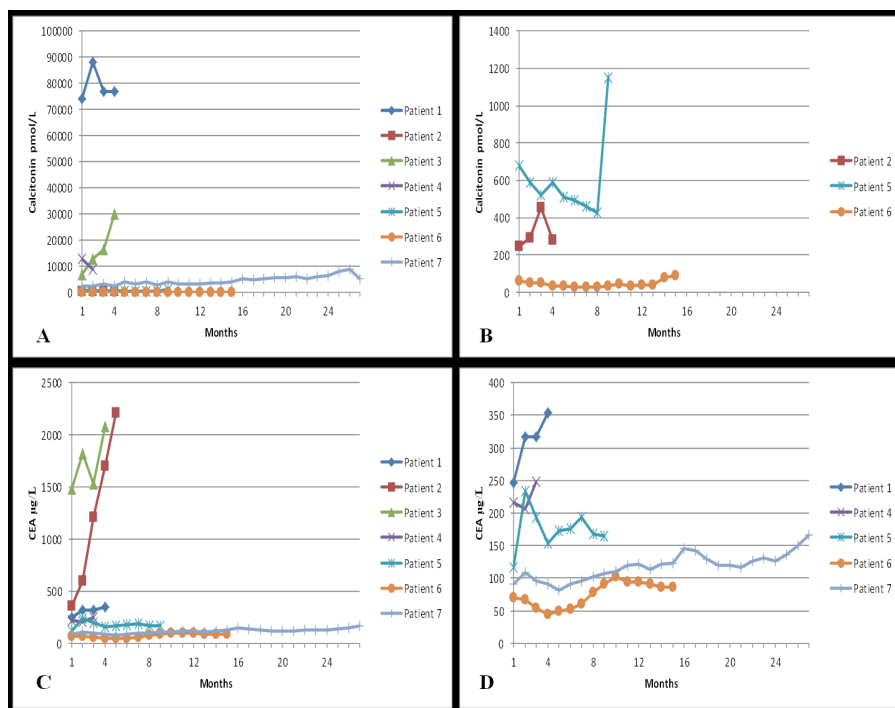 100000
90000
80000
70000
60000
50000
40000
30000
20000
10000
0
Calcitonin pmol/L
1 4 8 12 16 20 24
Months
Patient 1
Patient 2
Patient 3
Patient 4
Patient 5
Patient 6
Patient 7
A
1400
1200
1000
800
600
400
200
0
Calcitonin pmol/L
1 4 8 12 16 20 24
Months
Patient 2
Patient 5
Patient 6
B
2500
2000
1500
1000
500
0
CEA µg/L
1 4 8 12 16 20 24
Months
Patient 1
Patient 2
Patient 3
Patient 4
Patient 5
Patient 6
Patient 7
C
400
350
300
250
200
150
100
50
0
CEA µg/L
1 4 8 12 16 20 24
Months
Patient 1
Patient 4
Patient 5
Patient 6
Patient 7
D